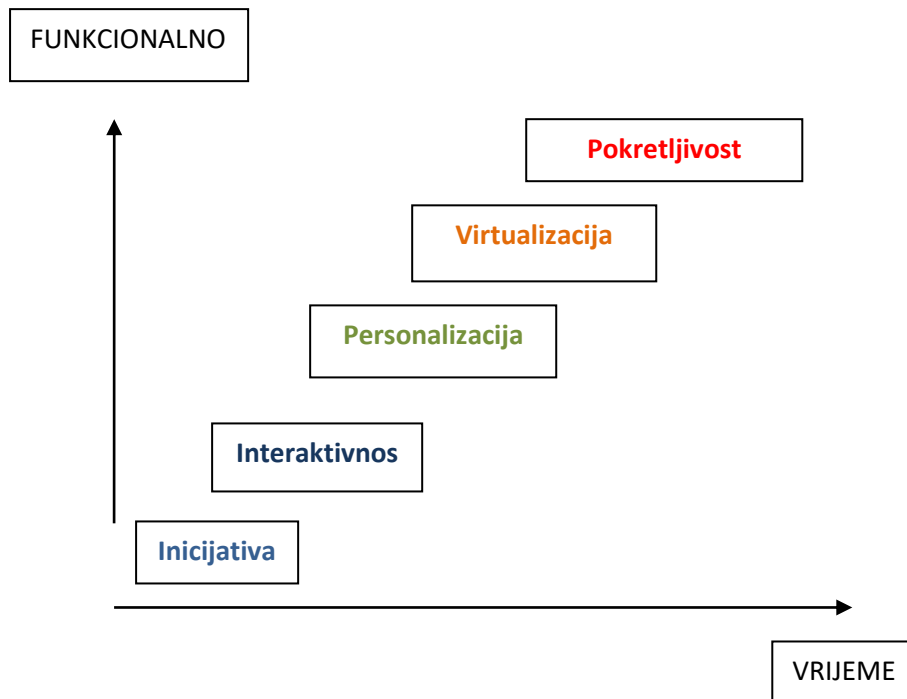 FUNKCIONALNO
Pokretljivost
Virtualizacija
Personalizacija
Interaktivnos
Inicijativa
VRIJEME